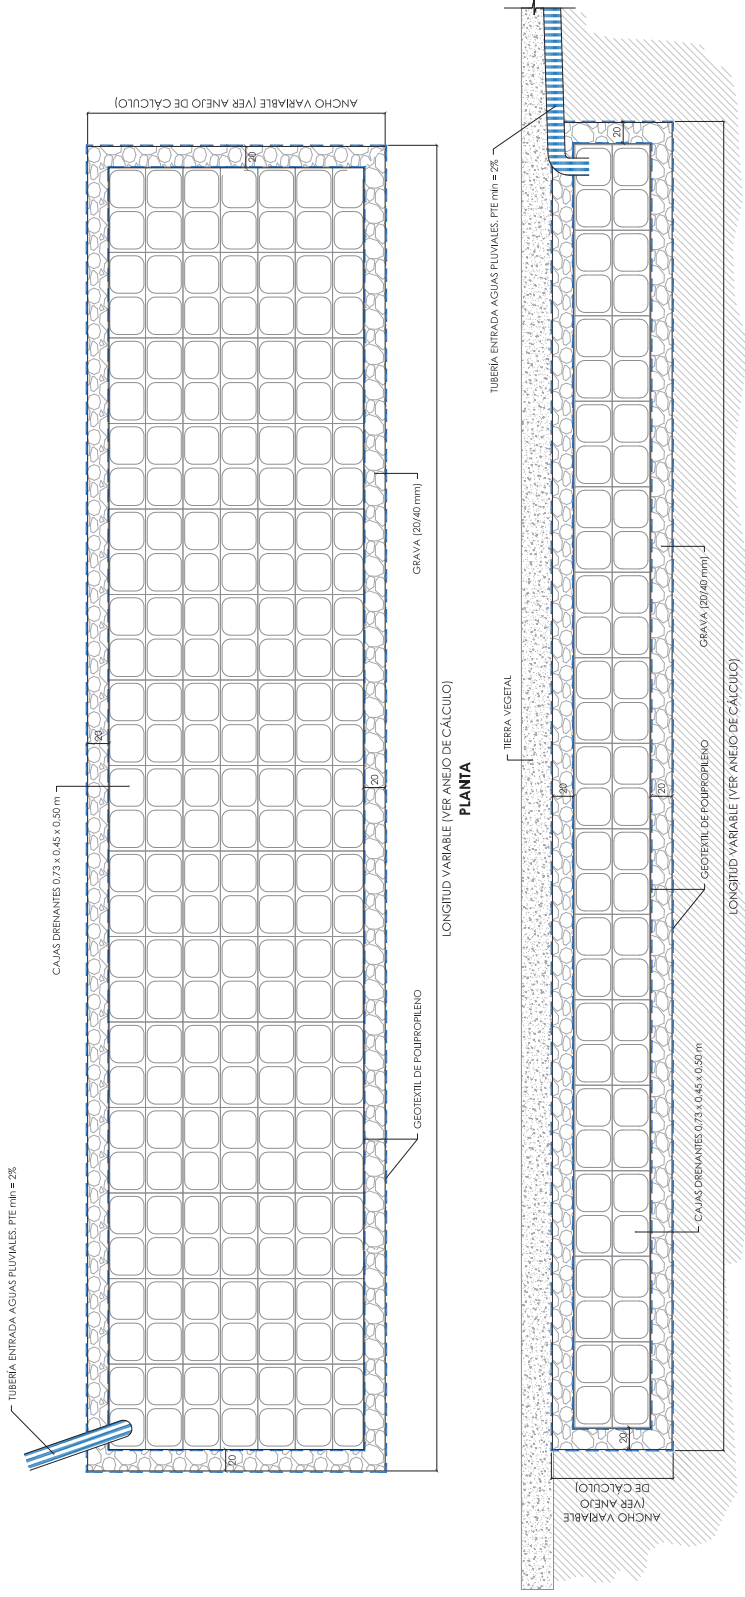 ANCHO VARIABLE (VER ANEJO DE CÁLCULO)
20
TUBERÍA ENTRADA AGUAS PLUVIALES. PTE min = 2%
CAJAS DRENANTES 0,73 x 0,45 x 0,50 m
20
20
20
GRAVA (20/40 mm)
GEOTEXTIL DE POLIPROPILENO
LONGITUD VARIABLE (VER ANEJO DE CÁLCULO)
PLANTA
TUBERÍA ENTRADA AGUAS PLUVIALES. PTE min = 2%
TIERRA VEGETAL
20
20
20
20
ANCHO VARIABLE
(VER ANEJO
DE CÁLCULO)
CAJAS DRENANTES 0,73 x 0,45 x 0,50 m
GEOTEXTIL DE POLIPROPILENO
GRAVA (20/40 mm)
LONGITUD VARIABLE (VER ANEJO DE CÁLCULO)